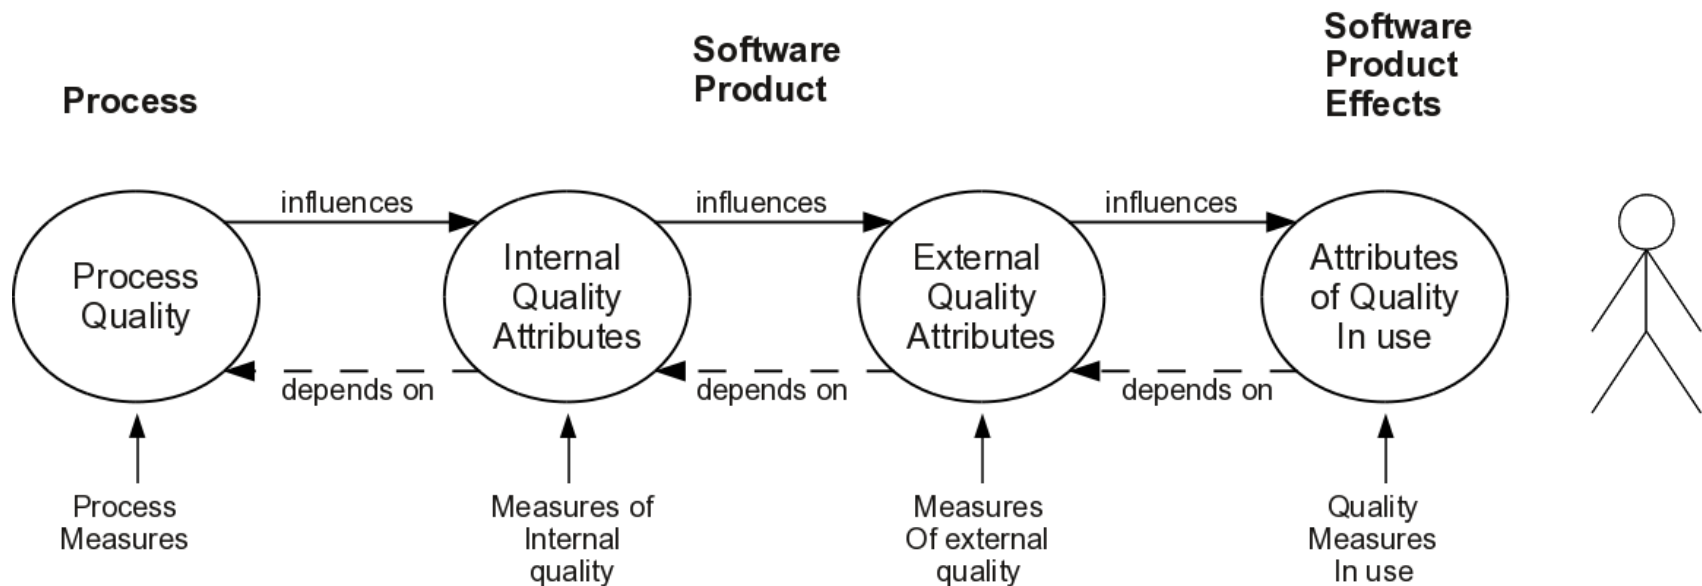 Process
Software
Product
Software
Product
Effects
influences
influences
influences
Process
Quality
Internal
Quality
Attributes
External
Quality
Attributes
Attributes
of Quality
In use
depends on
depends on
depends on
Process
Measures
Measures of
Internal
quality
Measures
Of external
quality
Quality
Measures
In use